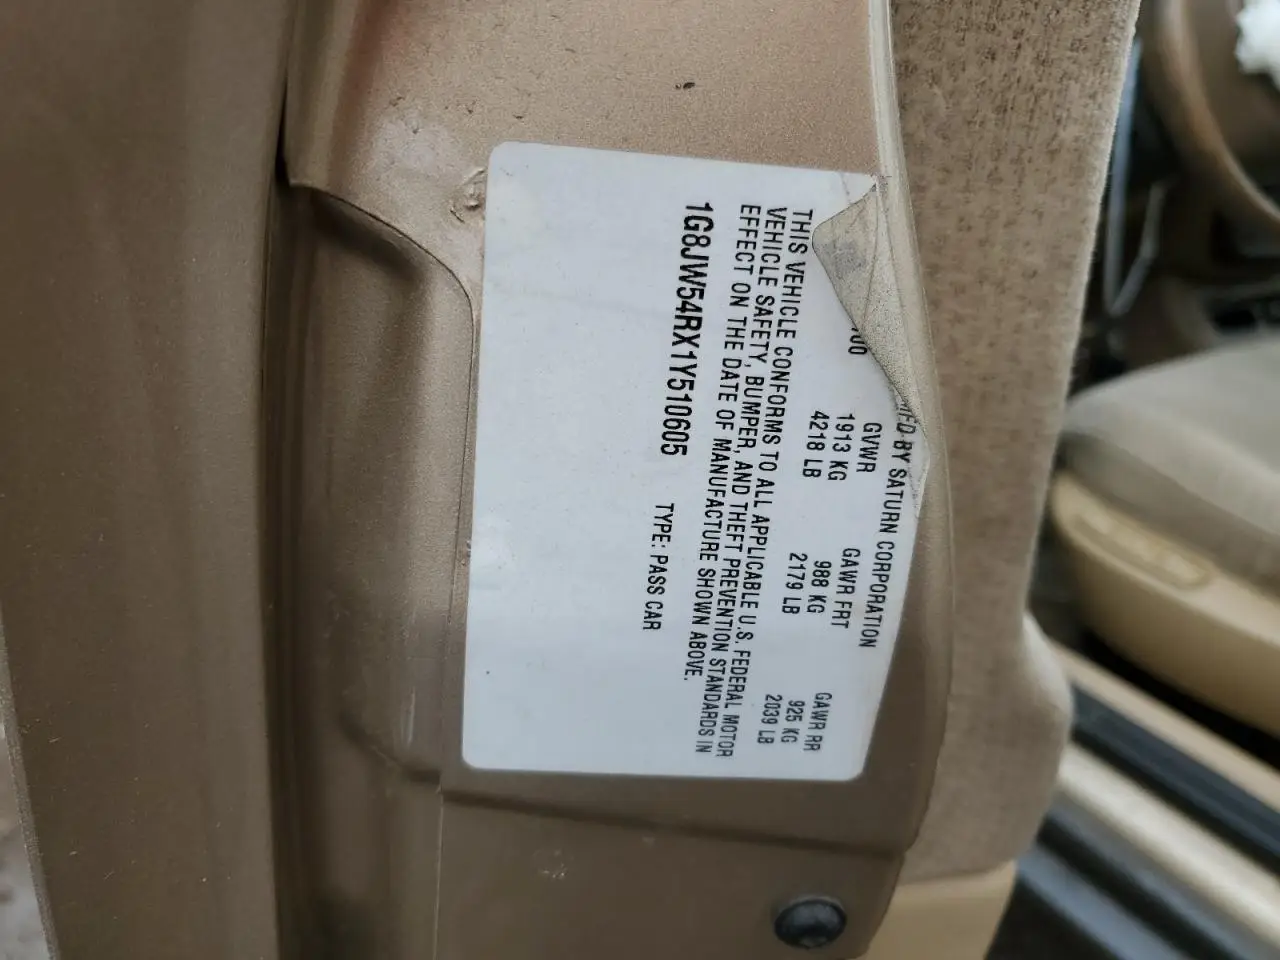 MFD BY SATURN CORPORATION
GVWR GAWR FRT GAWR RR
1913 KG 988 KG 925 KG
4218 LB 2179 LB 2039 LB
THIS VEHICLE CONFORMS TO ALL APPLICABLE U.S. FEDERAL MOTOR
VEHICLE SAFETY, BUMPER, AND THEFT PREVENTION STANDARDS IN
EFFECT ON THE DATE OF MANUFACTURE SHOWN ABOVE.
1G8JW54RX1Y510605 TYPE: PASS CAR